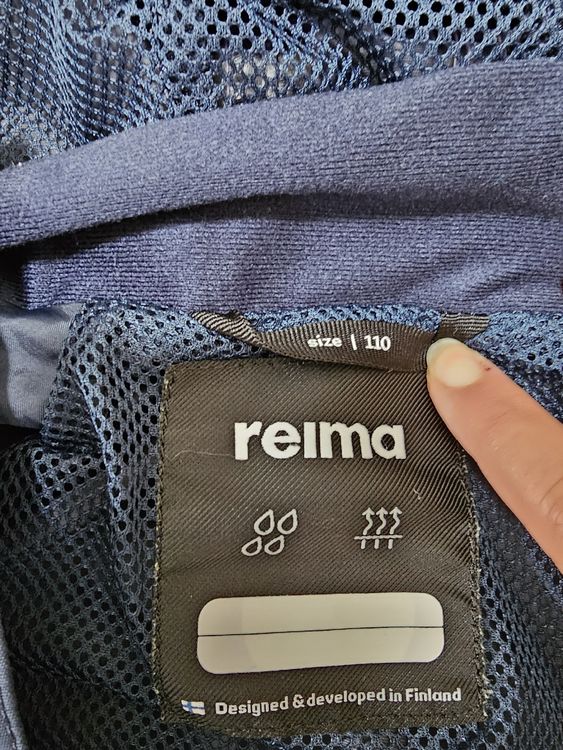 size | 110
reima
Designed & developed in Finland